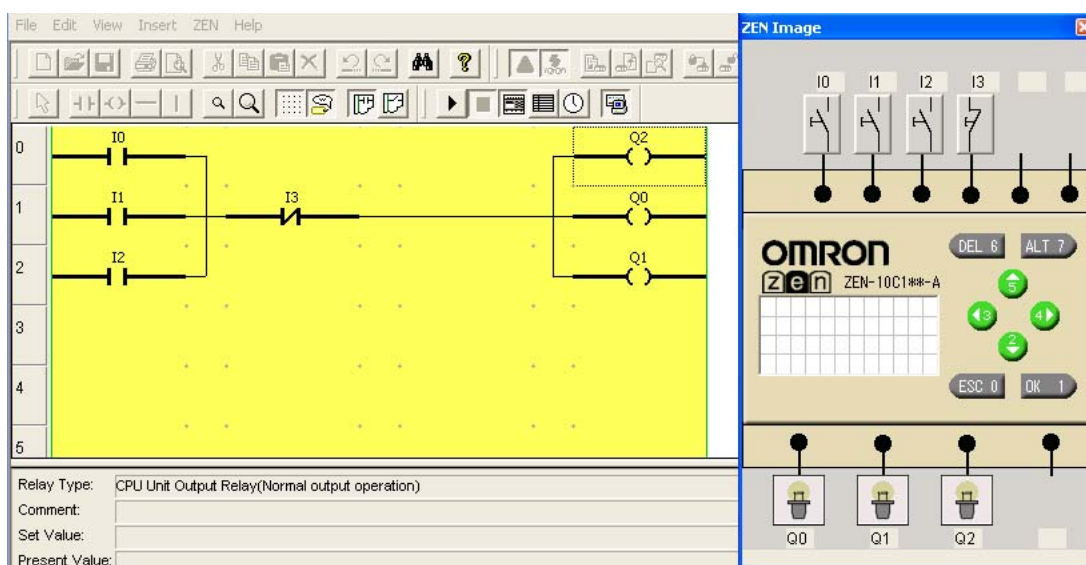 File Edit View Insert ZEN Help
ZEN Image
0
I0
Q2
1
I1
I3
Q0
2
I2
Q1
3
4
5
Relay Type: CPU Unit Output Relay(Normal output operation)
Comment:
Set Value:
Present Value:
I0 I1 I2 I3
OMRON
DEL 6 ALT 7
zen ZEN-10C1**-A
5
3 4
2
ESC 0 OK 1
Q0 Q1 Q2